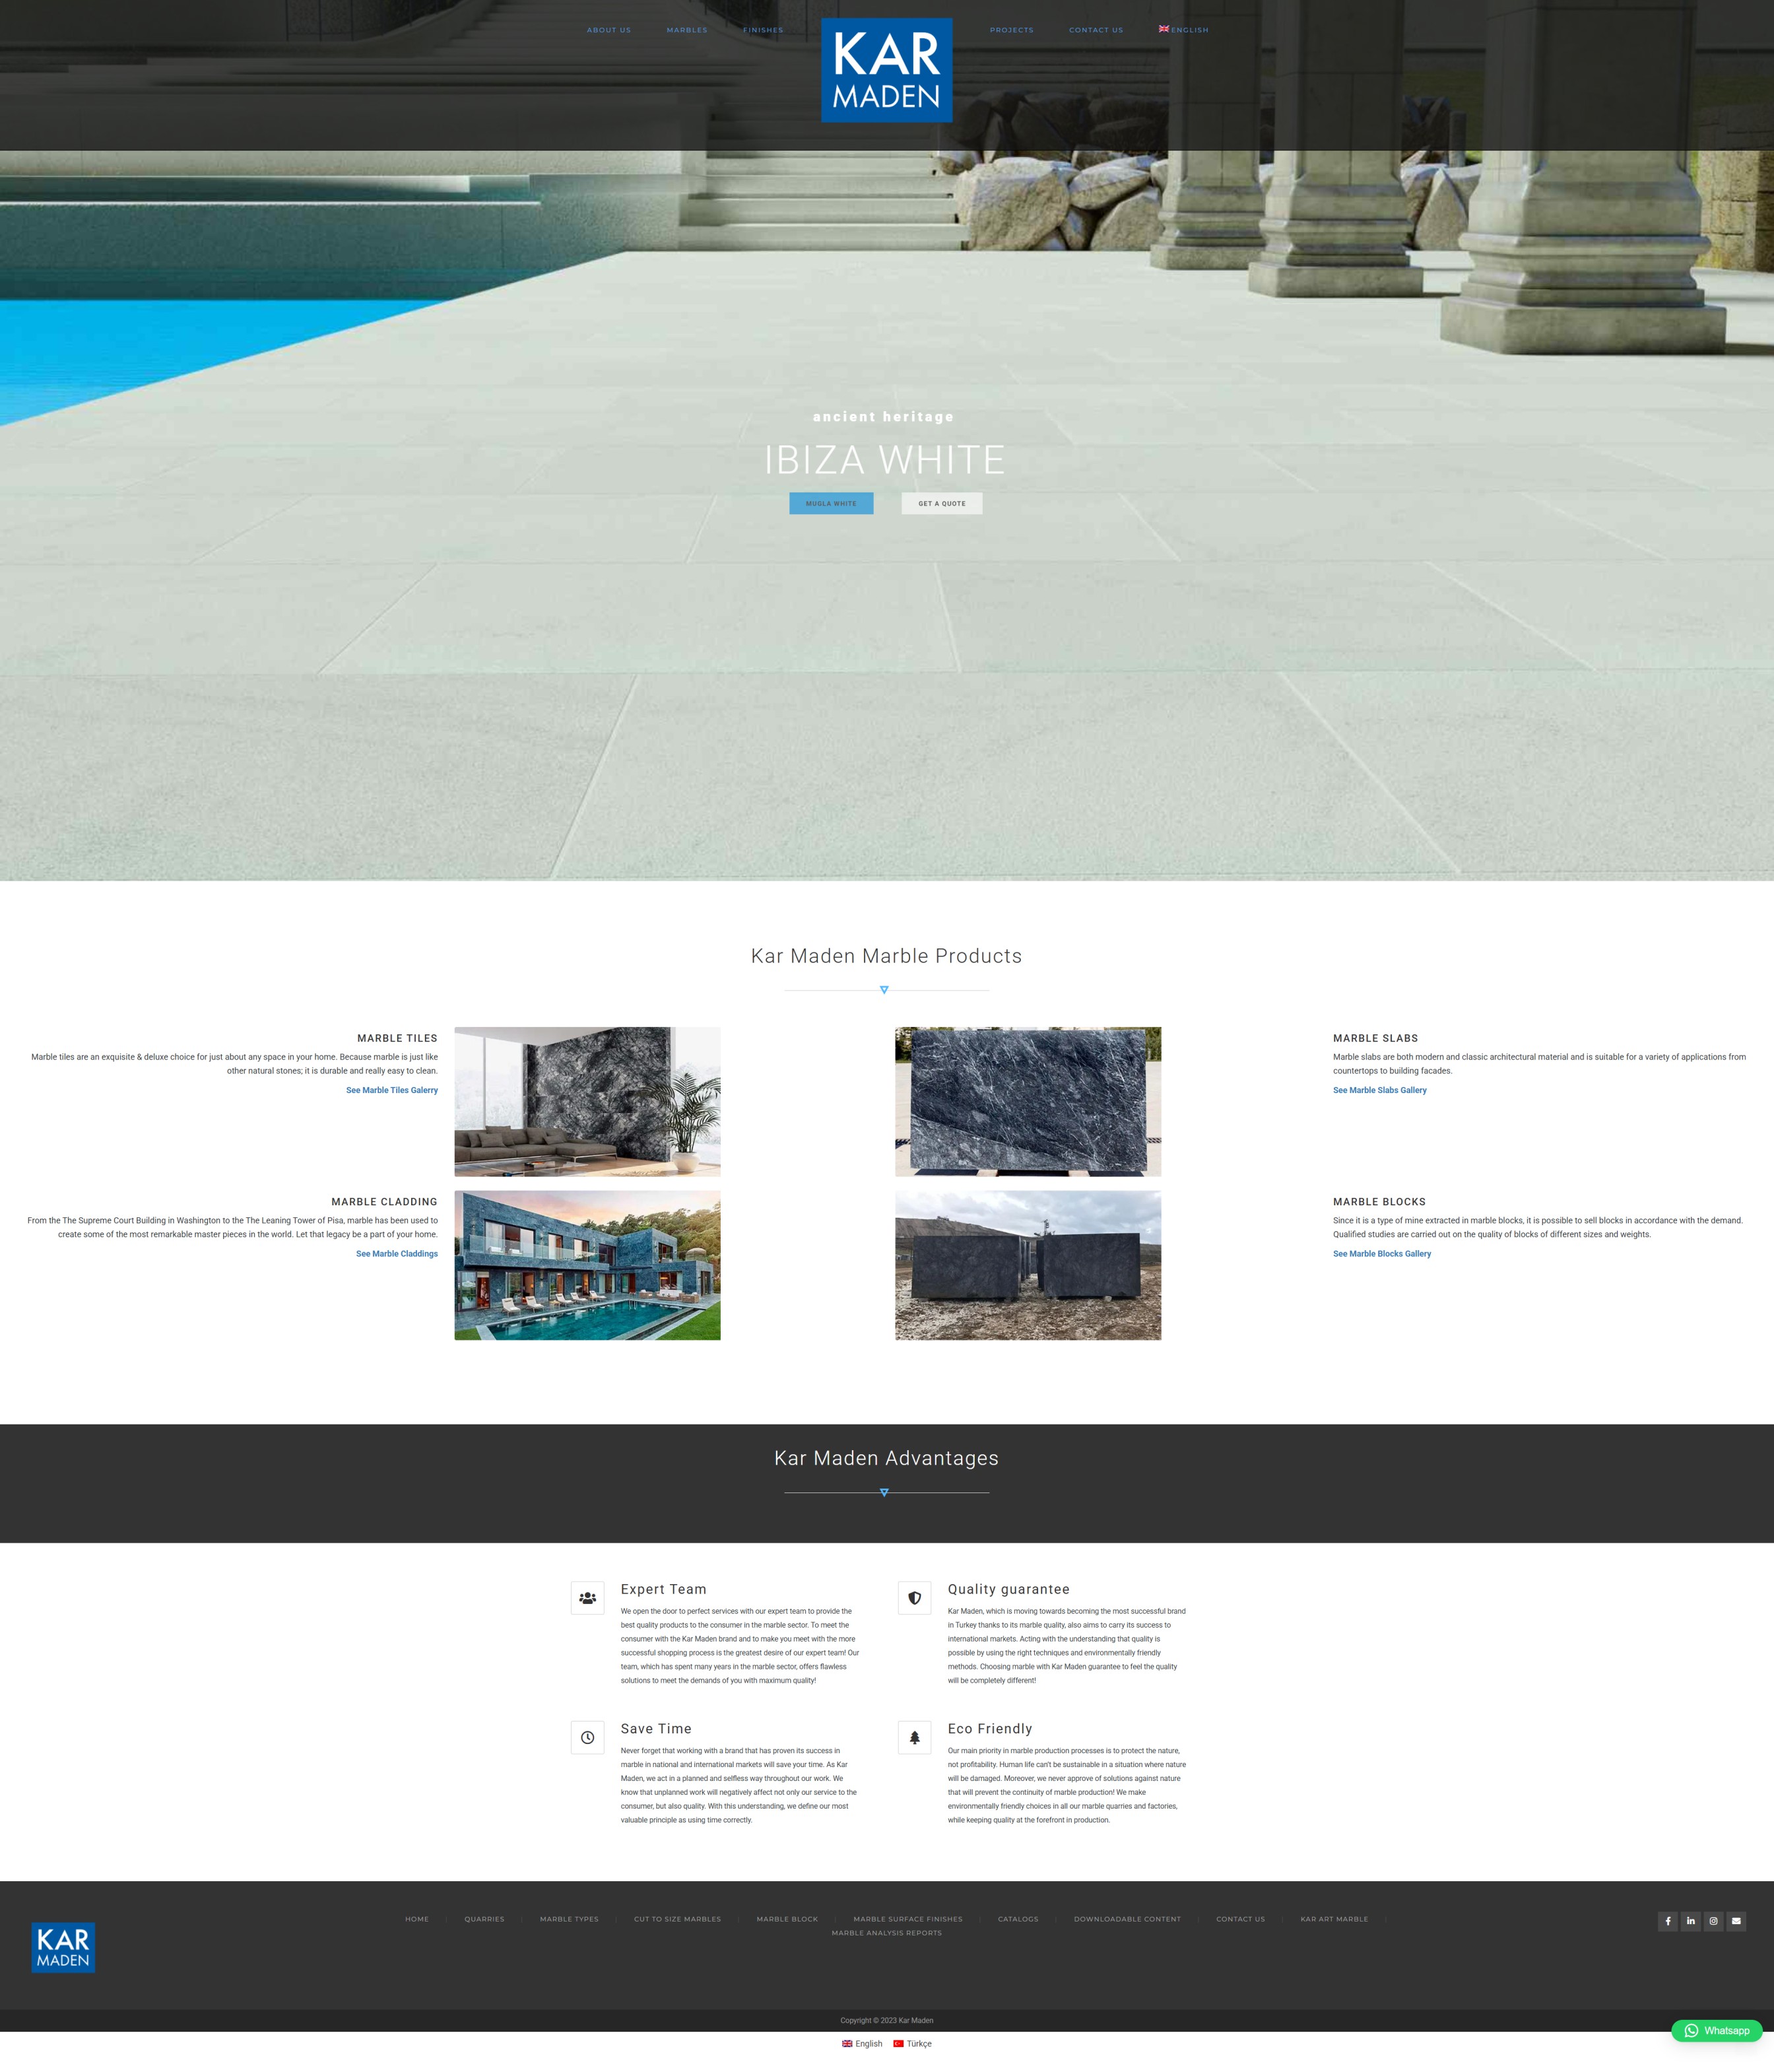 ABOUT US
MARBLES
FINISHES
KAR
MADEN
PROJECTS
CONTACT US
ENGLISH
ancient heritage
IBIZA WHITE
MUGLA WHITE
GET A QUOTE
Kar Maden Marble Products
MARBLE TILES
Marble tiles are an exquisite & deluxe choice for just about any space in your home. Because marble is just like
other natural stones; it is durable and really easy to clean.
See Marble Tiles Galerry
MARBLE SLABS
Marble slabs are both modern and classic architectural material and is suitable for a variety of applications from
countertops to building facades.
See Marble Slabs Gallery
MARBLE CLADDING
From the The Supreme Court Building in Washington to the The Leaning Tower of Pisa, marble has been used to
create some of the most remarkable master pieces in the world. Let that legacy be a part of your home.
See Marble Claddings
MARBLE BLOCKS
Since it is a type of mine extracted in marble blocks, it is possible to sell blocks in accordance with the demand.
Qualified studies are carried out on the quality of blocks of different sizes and weights.
See Marble Blocks Gallery
Kar Maden Advantages
Expert Team
We open the door to perfect services with our expert team to provide the
best quality products to the consumer in the marble sector. To meet the
consumer with the Kar Maden brand and to make you meet with the more
successful shopping process is the greatest desire of our expert team! Our
team, which has spent many years in the marble sector, offers flawless
solutions to meet the demands of you with maximum quality!
Quality guarantee
Kar Maden, which is moving towards becoming the most successful brand
in Turkey thanks to its marble quality, also aims to carry its success to
international markets. Acting with the understanding that quality is
possible by using the right techniques and environmentally friendly
methods. Choosing marble with Kar Maden guarantee to feel the quality
will be completely different!
Save Time
Never forget that working with a brand that has proven its success in
marble in national and international markets will save your time. As Kar
Maden, we act in a planned and selfless way throughout our work. We
know that unplanned work will negatively affect not only our service to the
consumer, but also quality. With this understanding, we define our most
valuable principle as using time correctly.
Eco Friendly
Our main priority in marble production processes is to protect the nature,
not profitability. Human life can't be sustainable in a situation where nature
will be damaged. Moreover, we never approve of solutions against nature
that will prevent the continuity of marble production! We make
environmentally friendly choices in all our marble quarries and factories,
while keeping quality at the forefront in production.
KAR
MADEN
HOME
QUARRIES
MARBLE TYPES
CUT TO SIZE MARBLES
MARBLE BLOCK
MARBLE SURFACE FINISHES
CATALOGS
DOWNLOADABLE CONTENT
CONTACT US
KAR ART MARBLE
MARBLE ANALYSIS REPORTS
Copyright © 2023 Kar Maden
Whatsapp
English
Türkçe